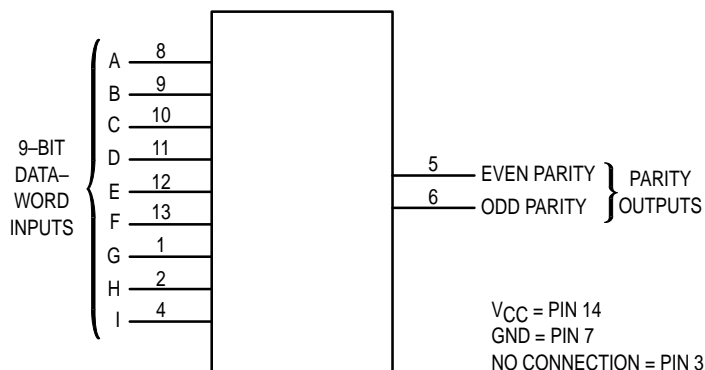 A 8
B 9
C 10
D 11
E 12
F 13
G 1
H 2
I 4
9–BIT
DATA–
WORD
INPUTS
5 EVEN PARITY
6 ODD PARITY
PARITY
OUTPUTS
VCC = PIN 14
GND = PIN 7
NO CONNECTION = PIN 3